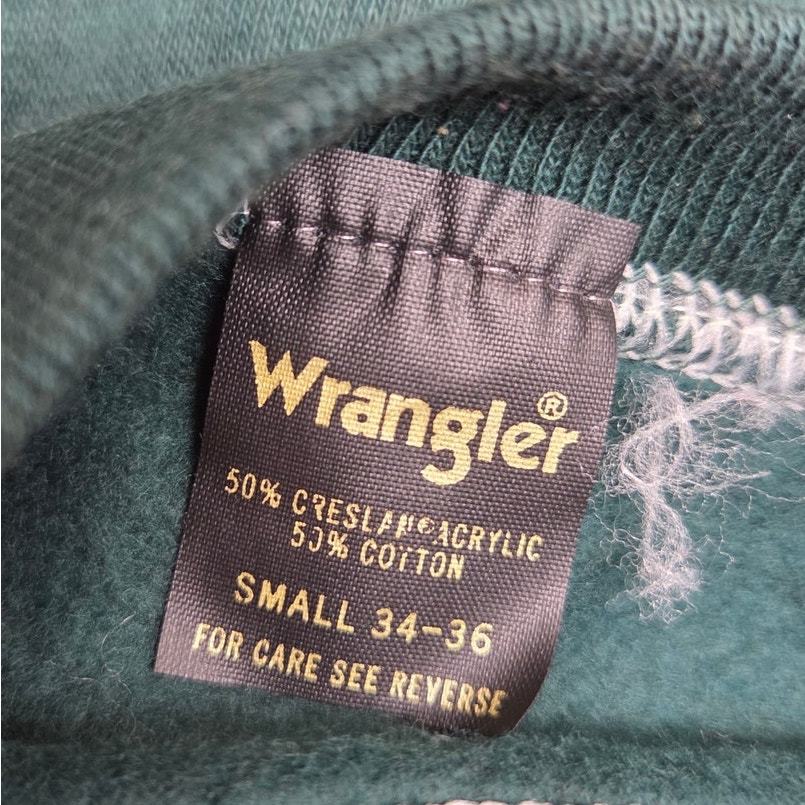 Wrangler®
50% CRESLAN® ACRYLIC
50% COTTON
SMALL 34-36
FOR CARE SEE REVERSE